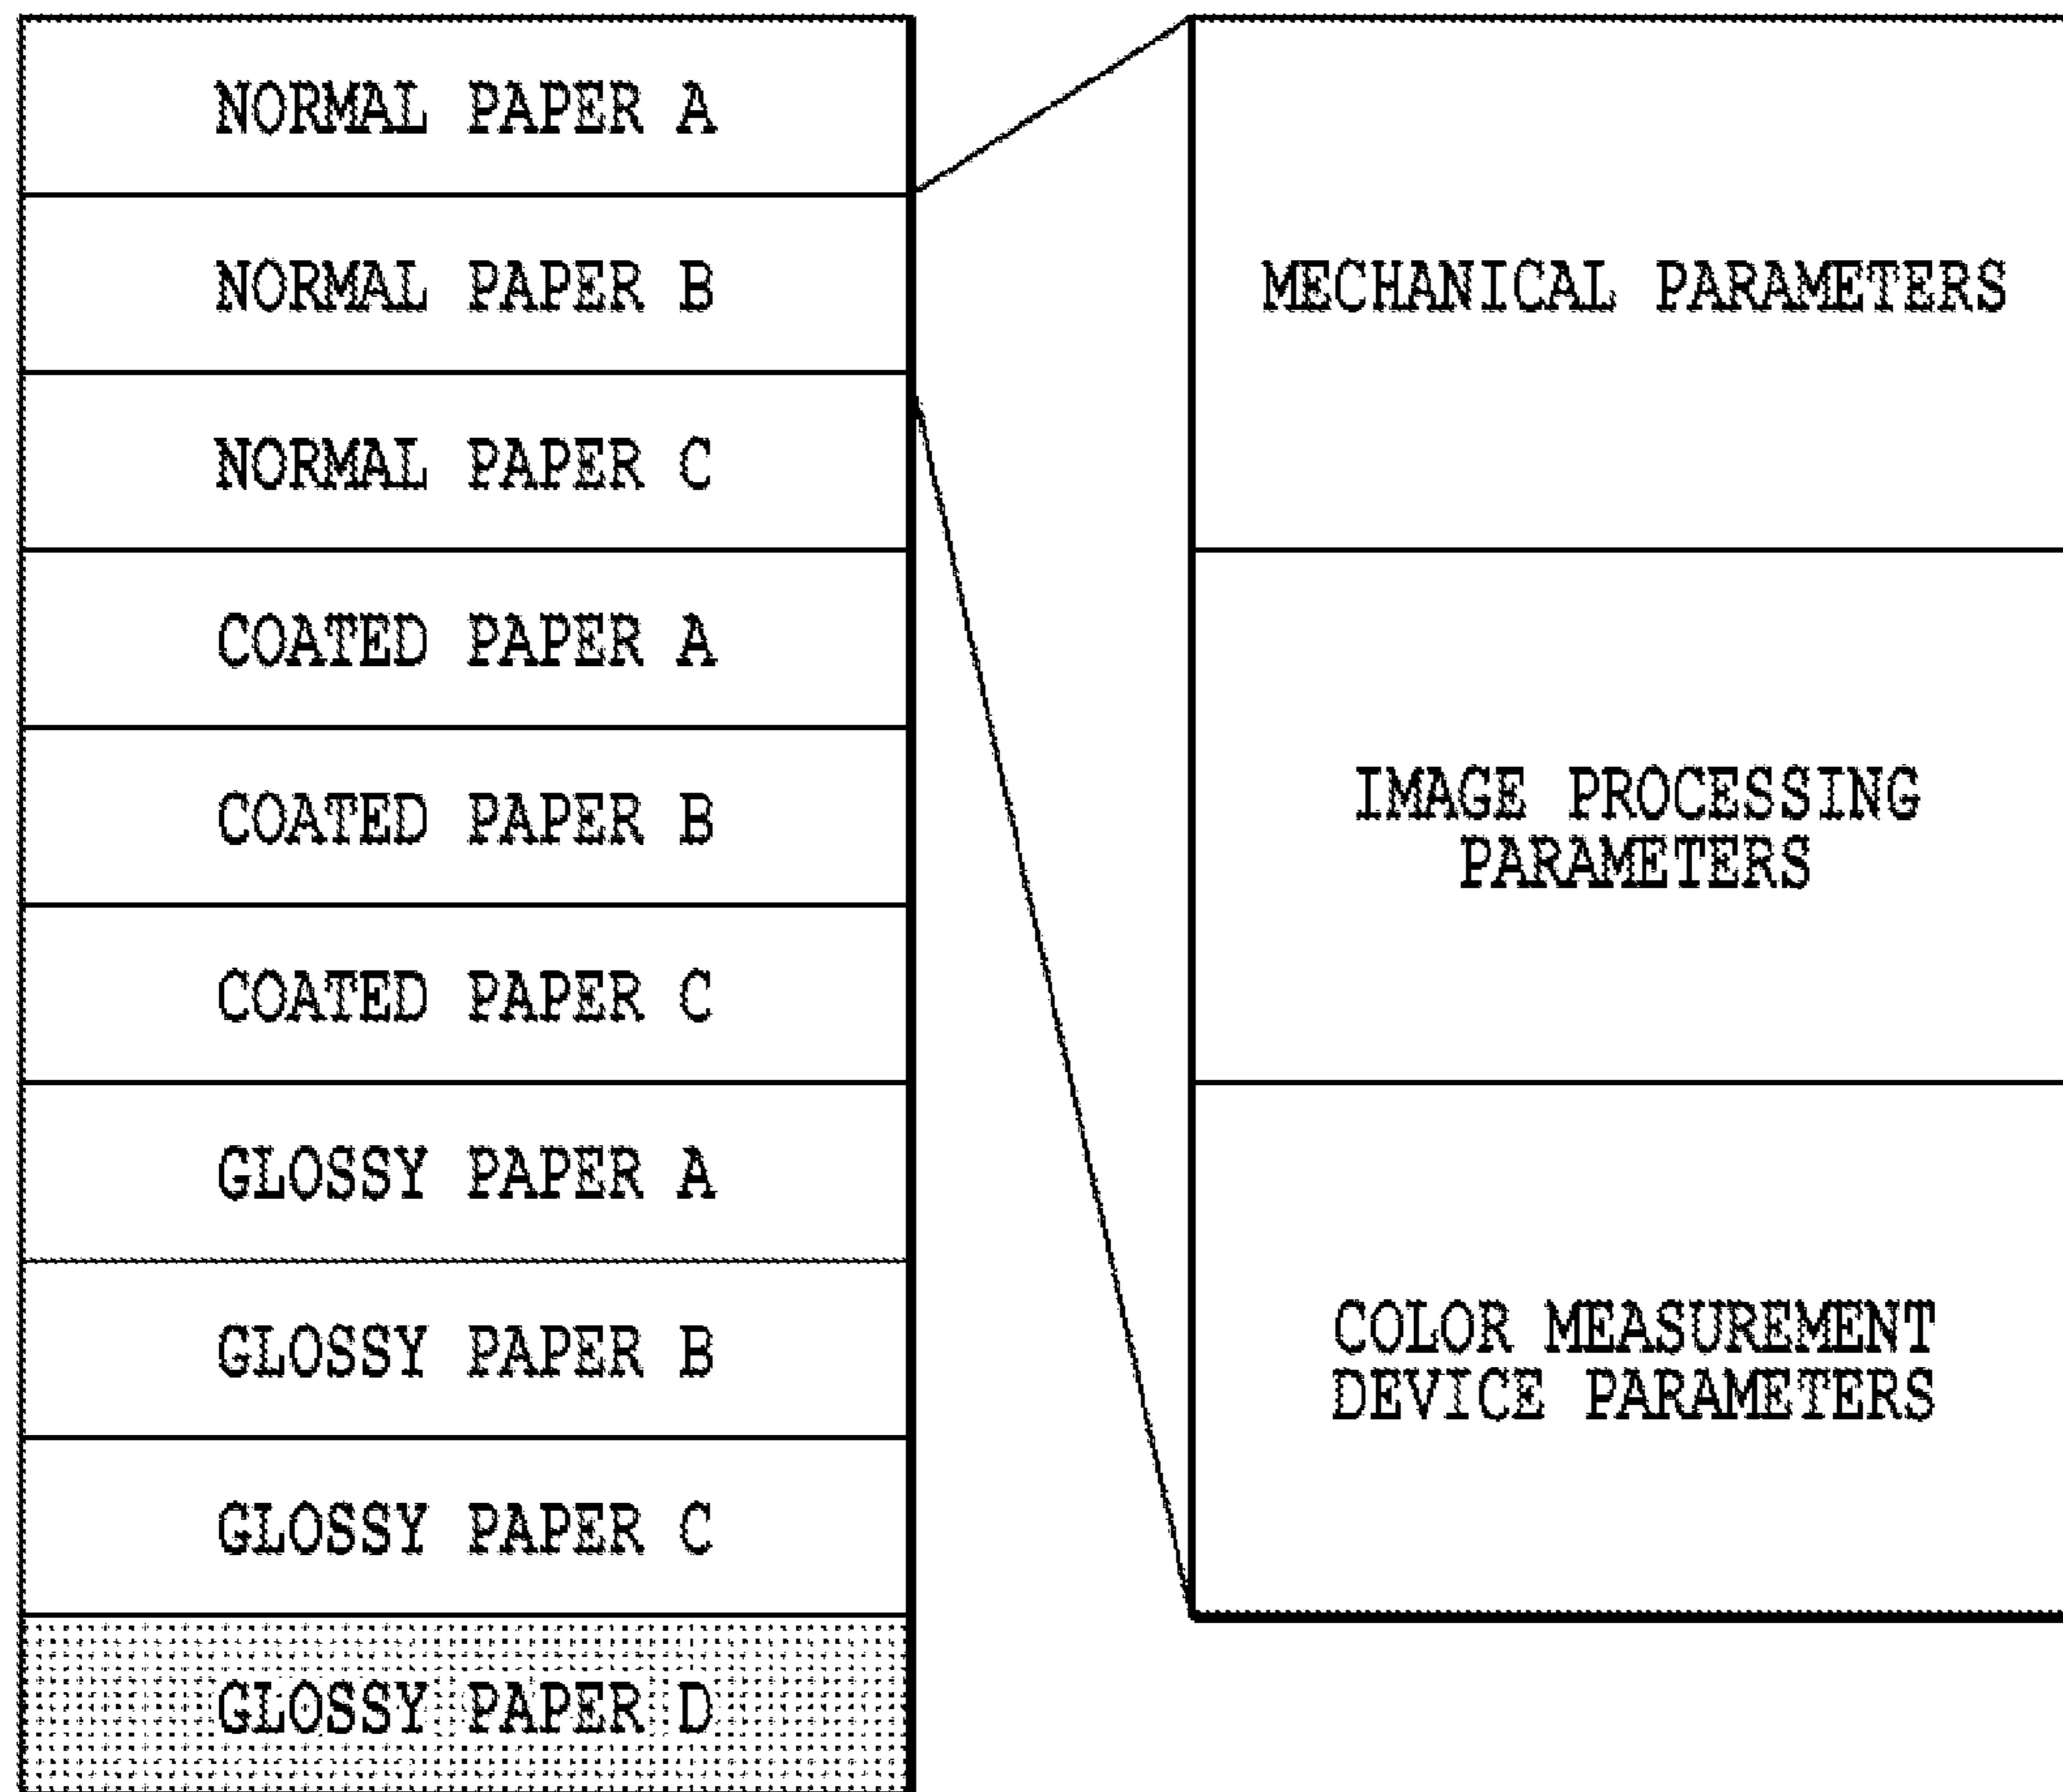 NORMAL PAPER A
NORMAL PAPER B
NORMAL PAPER C
COATED PAPER A
COATED PAPER B
COATED PAPER C
GLOSSY PAPER A
GLOSSY PAPER B
GLOSSY PAPER C
GLOSSY PAPER D
MECHANICAL PARAMETERS
IMAGE PROCESSING
PARAMETERS
COLOR MEASUREMENT
DEVICE PARAMETERS